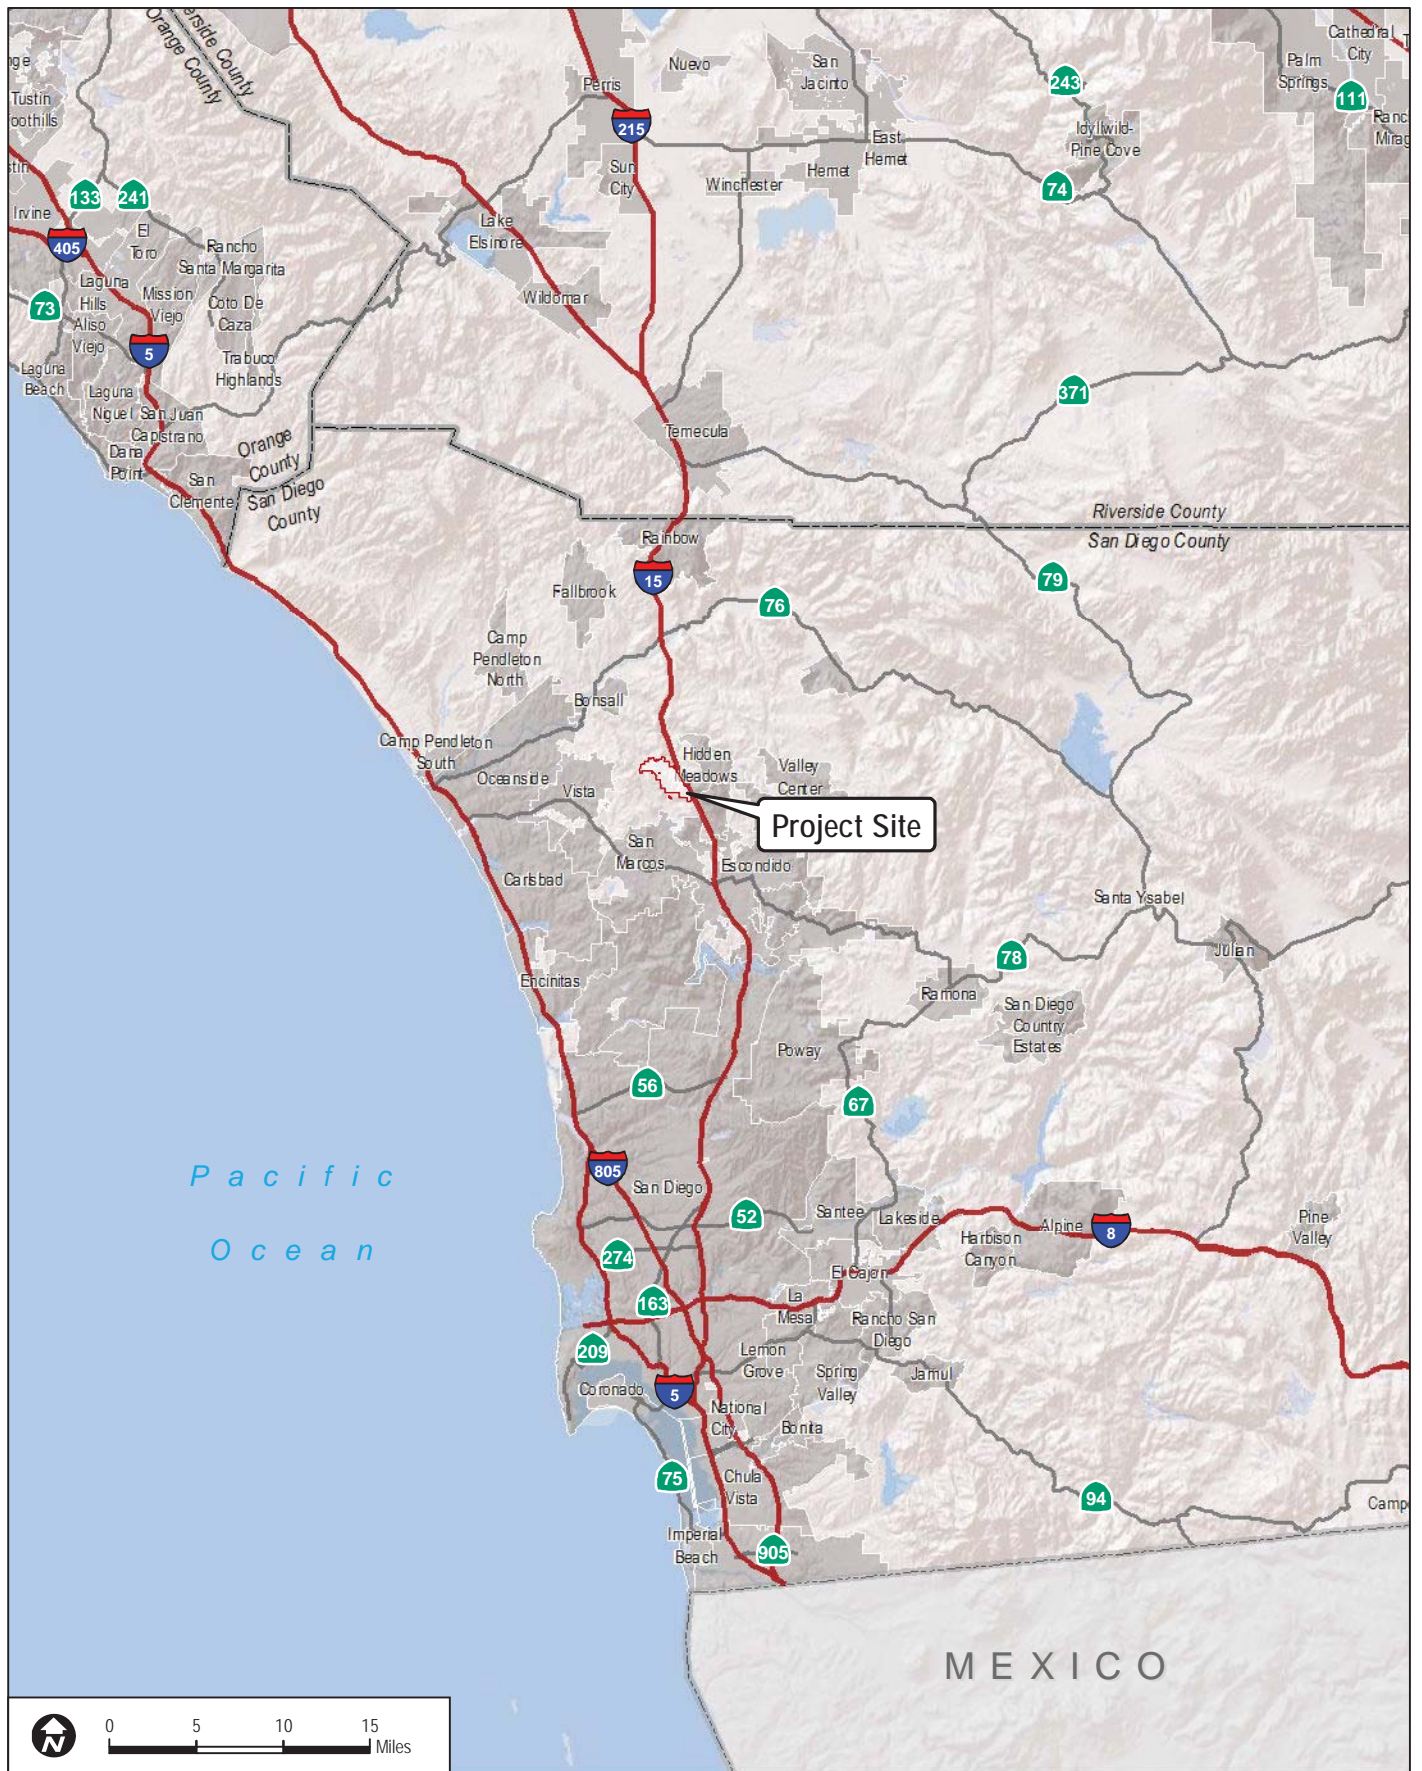 Riverside County
Orange County
Cathedral
City
Palm
Springs
111
Nuevo
San
Jacinto
Perris
243
215
Idyllwild-
Pine Cove
East
Hemet
Hemet
Sun
City
Winchester
74
Tustin
Foothills
133
241
Irvine
405
El
Toro
Rancho
Santa Margarita
Lake
Elsinore
Laguna
Hills
Mission
Viejo
Coto De
Caza
73
Aliso
Viejo
5
Wildomar
Laguna
Beach
Trabuco
Highlands
Laguna
Niguel
San Juan
Capistrano
371
Temecula
Dana
Point
Orange
County
San
Clemente
San Diego
County
Riverside County
San Diego County
Rainbow
15
Fallbrook
76
79
Camp
Pendleton
North
Bonsall
Camp Pendleton
South
Hidden
Meadows
Oceanside
Vista
Valley
Center
Project Site
San
Marcos
Escondido
Carlsbad
Santa Ysabel
Julian
78
Encinitas
Ramona
San Diego
Country
Estates
Poway
56
67
Pacific
Ocean
805
San Diego
52
Santee
Lakeside
Harbison
Canyon
Alpine
8
Pine
Valley
274
El Cajon
163
La
Mesa
Rancho San
Diego
209
Lemon
Grove
Spring
Valley
Jamul
Coronado
5
National
City
Bonita
75
Chula
Vista
94
Imperial
Beach
905
MEXICO
N
0 5 10 15
Miles